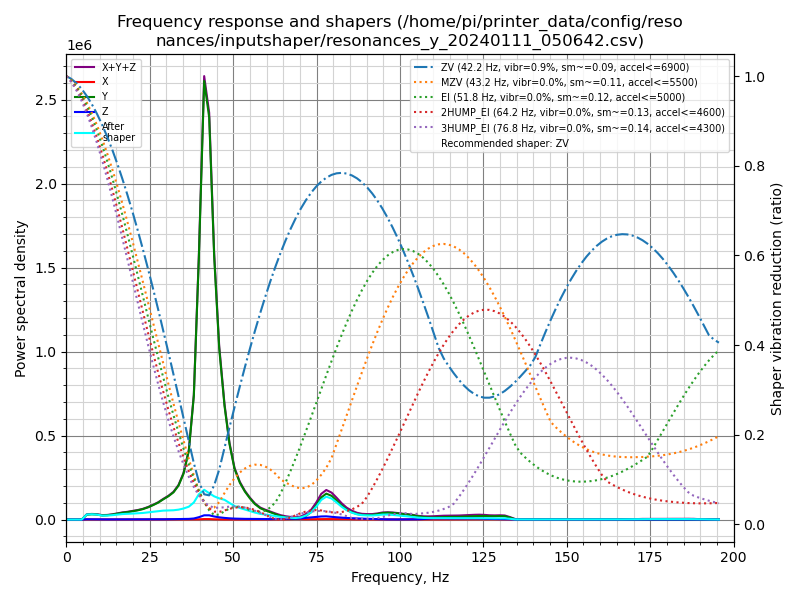 Frequency response and shapers (/home/pi/printer_data/config/reso
nances/inputshaper/resonances_y_20240111_050642.csv)
1e6
X+Y+Z
X
Y
Z
After
shaper
ZV (42.2 Hz, vibr=0.9%, sm~=0.09, accel<=6900)
MZV (43.2 Hz, vibr=0.0%, sm~=0.11, accel<=5500)
EI (51.8 Hz, vibr=0.0%, sm~=0.12, accel<=5000)
2HUMP_EI (64.2 Hz, vibr=0.0%, sm~=0.13, accel<=4600)
3HUMP_EI (76.8 Hz, vibr=0.0%, sm~=0.14, accel<=4300)
Recommended shaper: ZV
Power spectral density
2.5
2.0
1.5
1.0
0.5
0.0
1.0
0.8
0.6
0.4
0.2
0.0
Shaper vibration reduction (ratio)
0 25 50 75 100 125 150 175 200
Frequency, Hz